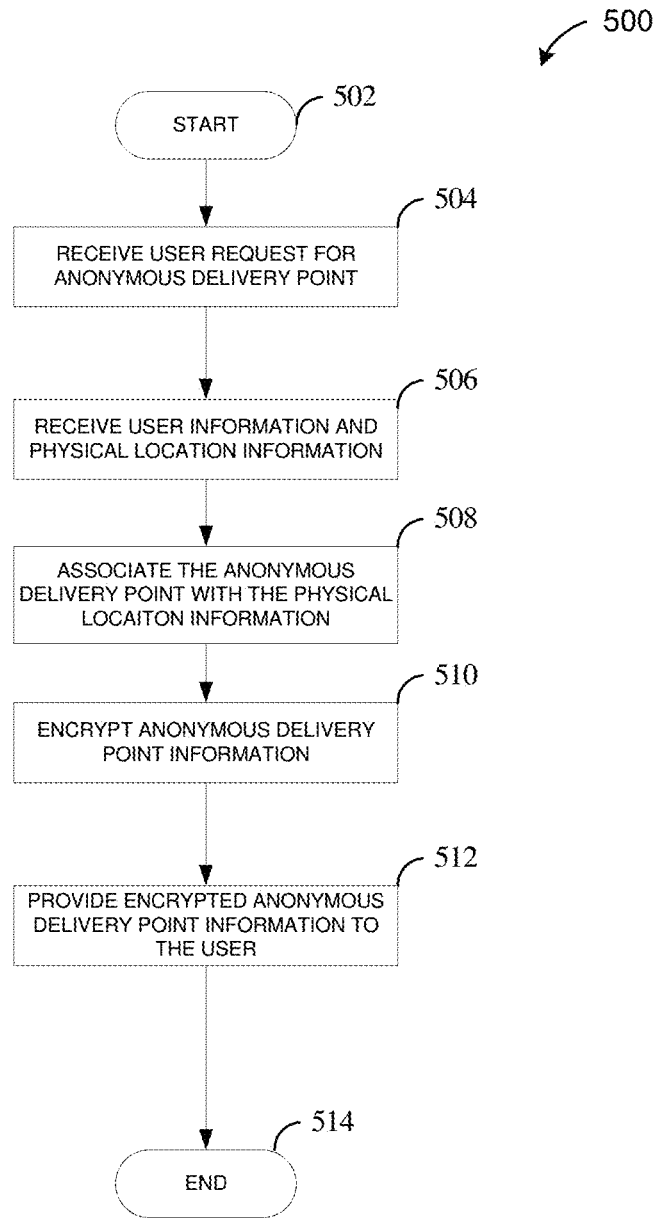 500
502
START
504
RECEIVE USER REQUEST FOR
ANONYMOUS DELIVERY POINT
506
RECEIVE USER INFORMATION AND
PHYSICAL LOCATION INFORMATION
508
ASSOCIATE THE ANONYMOUS
DELIVERY POINT WITH THE PHYSICAL
LOCAITON INFORMATION
510
ENCRYPT ANONYMOUS DELIVERY
POINT INFORMATION
512
PROVIDE ENCRYPTED ANONYMOUS
DELIVERY POINT INFORMATION TO
THE USER
514
END